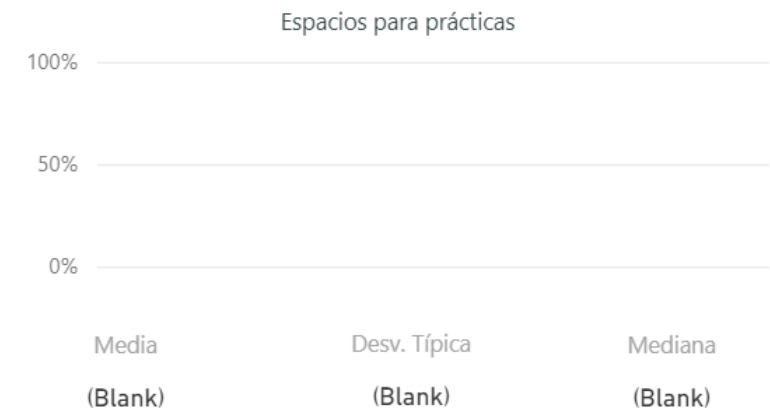 Espacios para prácticas
100%
50%
0%
Media Desv. Típica Mediana
(Blank) (Blank) (Blank)